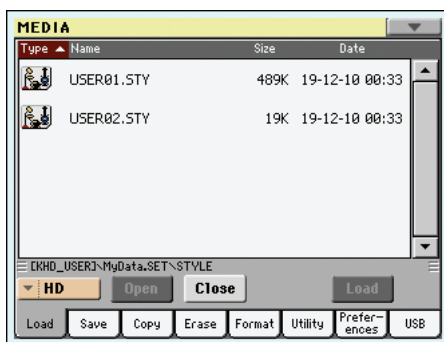 MEDIA
Type Name Size Date
USER01.STY 489K 19-12-10 00:33
USER02.STY 19K 19-12-10 00:33
[KHD_USER]\MyData.SET\STYLE
HD Open Close Load
Load Save Copy Erase Format Utility Prefer-ences USB